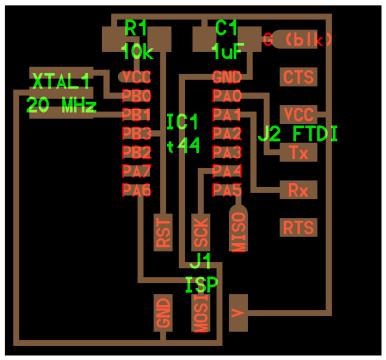 R1
C1
10k
1uF
G (blk)
XTAL1
20 MHz
VCC
PB0
PB1
PB3
PB2
PA7
PA6
IC1
t44
GND
PA0
PA1
PA2
PA3
PA4
PA5
CTS
VCC
J2 FTDI
Tx
Rx
RTS
RST
SCK
MISO
J1
ISP
GND
MOSI
V